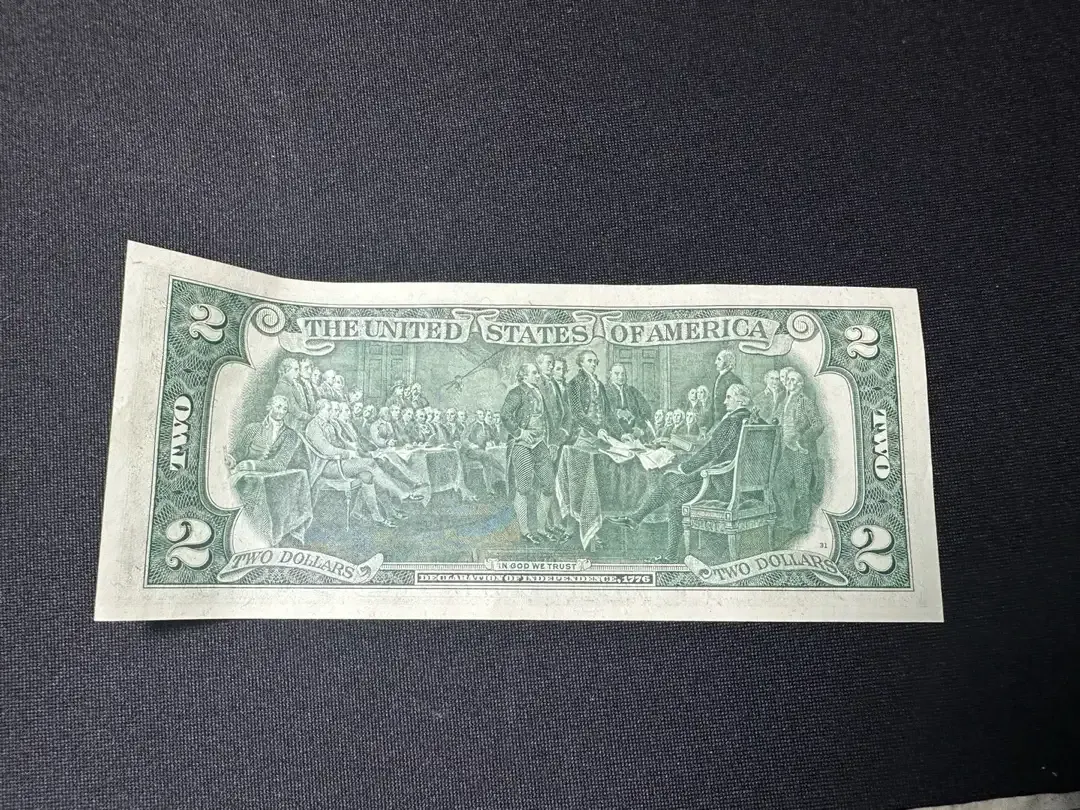 2 THE UNITED STATES OF AMERICA 2
TWO TWO
2 2
31
TWO DOLLARS IN GOD WE TRUST TWO DOLLARS
DECLARATION OF INDEPENDENCE, 1776